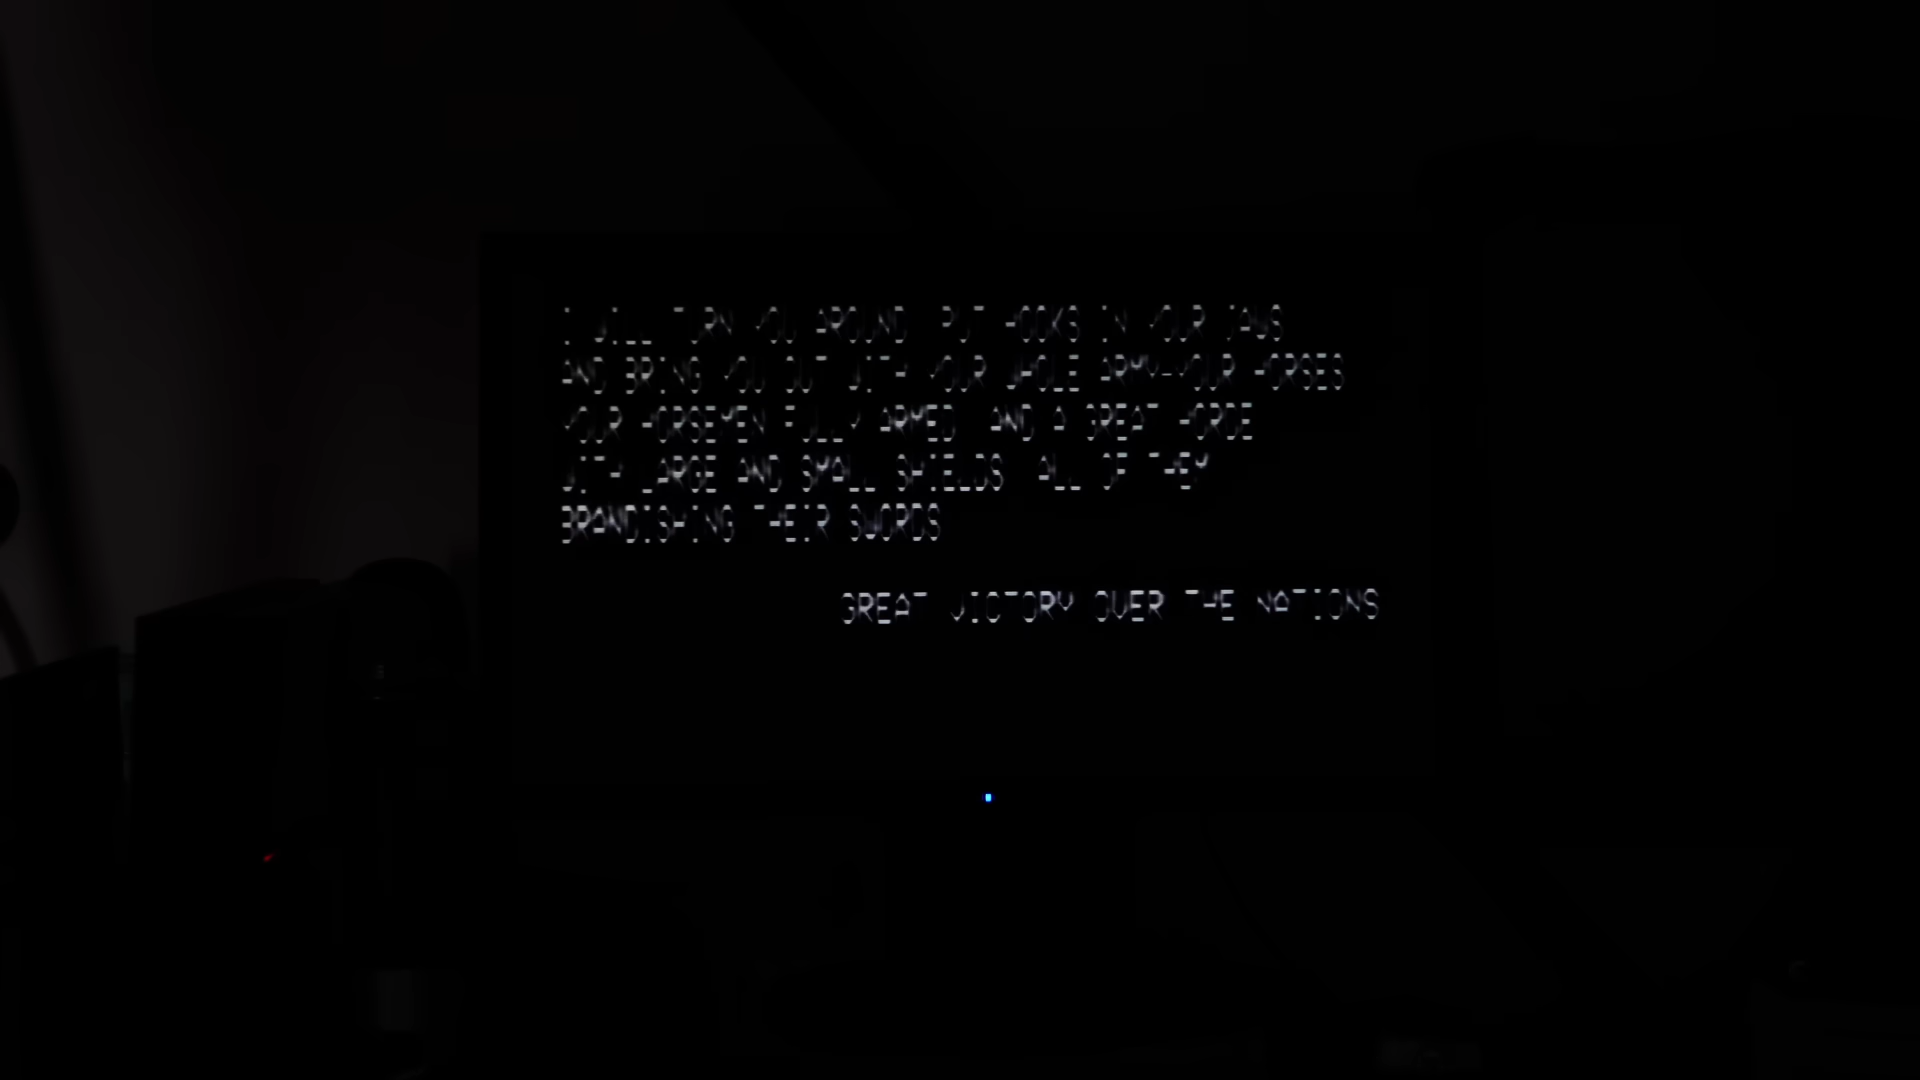 I WILL TURN YOU AROUND PUT HOOKS IN YOUR JAWS
AND BRING YOU OUT WITH YOUR WHOLE ARMY-YOUR HORSES
YOUR HORSEMEN FULLY ARMED AND A GREAT HORDE
WITH LARGE AND SMALL SHIELDS ALL OF THEM
BRANDISHING THEIR SWORDS
GREAT VICTORY OVER THE NATIONS